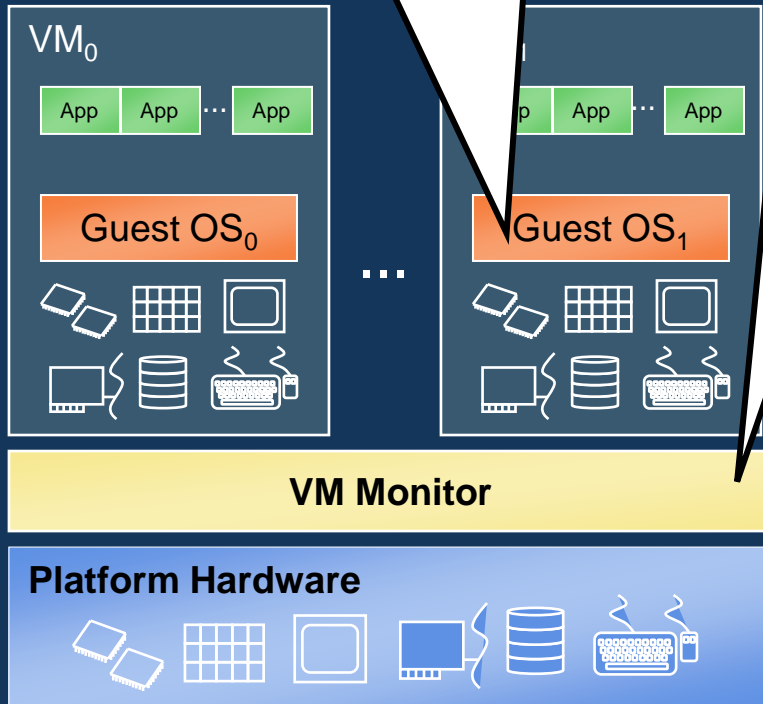 VM₀
App App ... App
Guest OS₀
...
p App ... App
Guest OS₁
VM Monitor
Platform Hardware